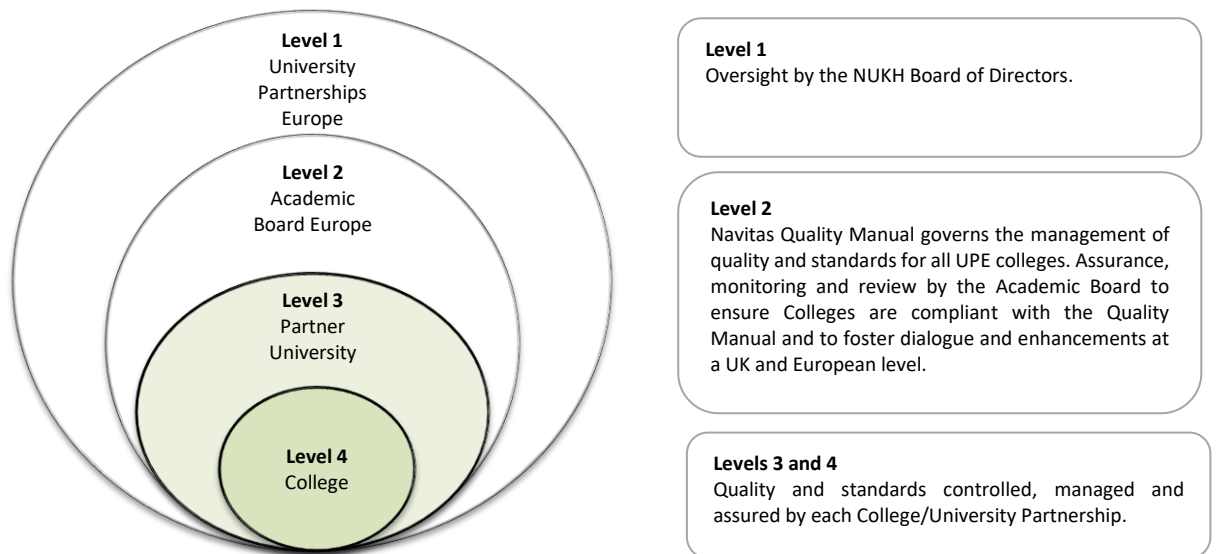 Level 1
University
Partnerships
Europe
Level 2
Academic
Board Europe
Level 3
Partner
University
Level 4
College
Level 1
Oversight by the NUKH Board of Directors.
Level 2
Navitas Quality Manual governs the management of
quality and standards for all UPE colleges. Assurance,
monitoring and review by the Academic Board to
ensure Colleges are compliant with the Quality
Manual and to foster dialogue and enhancements at
a UK and European level.
Levels 3 and 4
Quality and standards controlled, managed and
assured by each College/University Partnership.